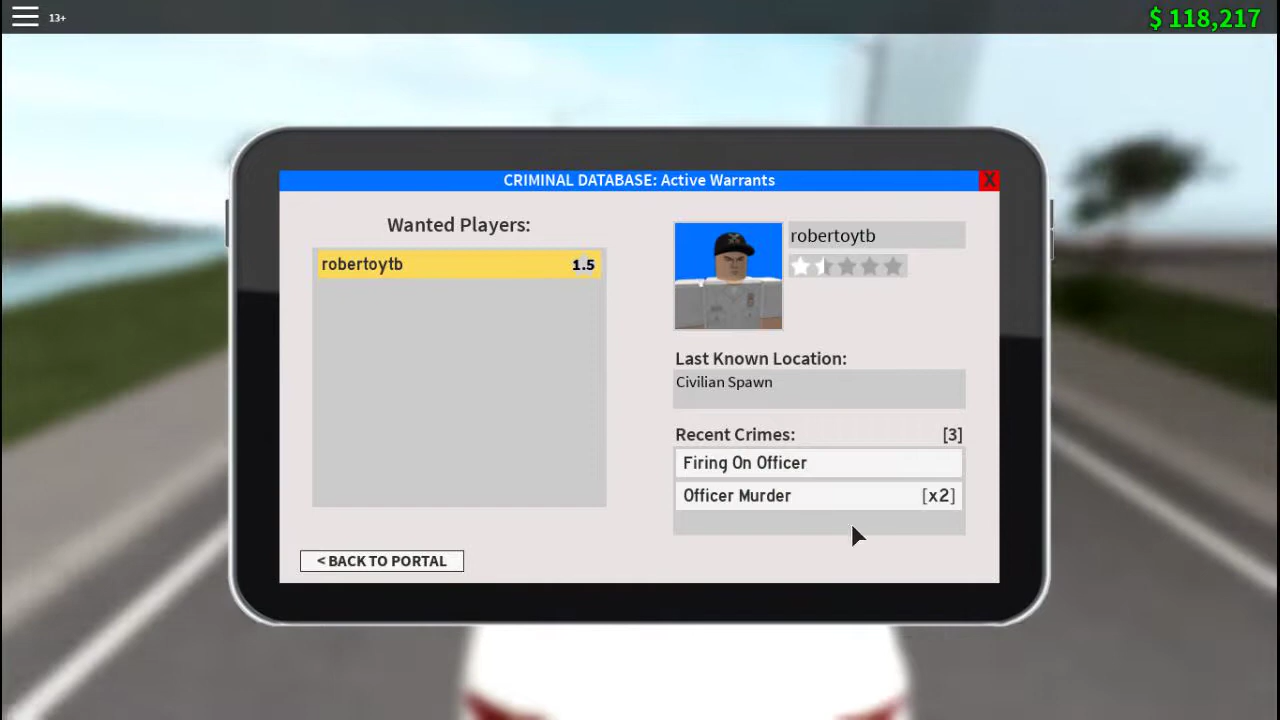 13+
$ 118,217
CRIMINAL DATABASE: Active Warrants
X
Wanted Players:
robertoytb 1.5
robertoytb
Last Known Location:
Civilian Spawn
Recent Crimes: [3]
Firing On Officer
Officer Murder [x2]
< BACK TO PORTAL